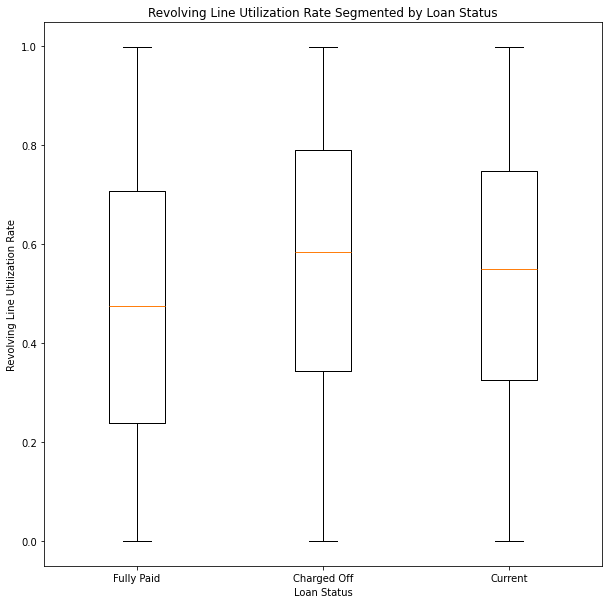 Revolving Line Utilization Rate Segmented by Loan Status
1.0
0.8
0.6
0.4
0.2
0.0
Revolving Line Utilization Rate
Fully Paid
Charged Off
Current
Loan Status